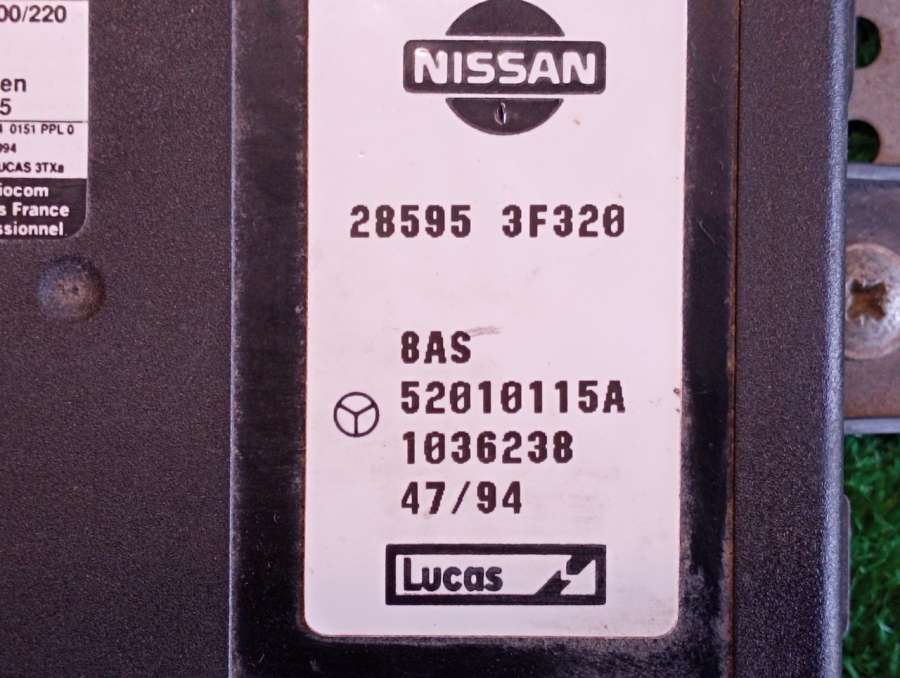 00/220
en
5
0151 PPL 0
994
UCAS 3TXa
iocom
s France
ssionnel
NISSAN
28595 3F320
8AS
52010115A
1036238
47/94
Lucas